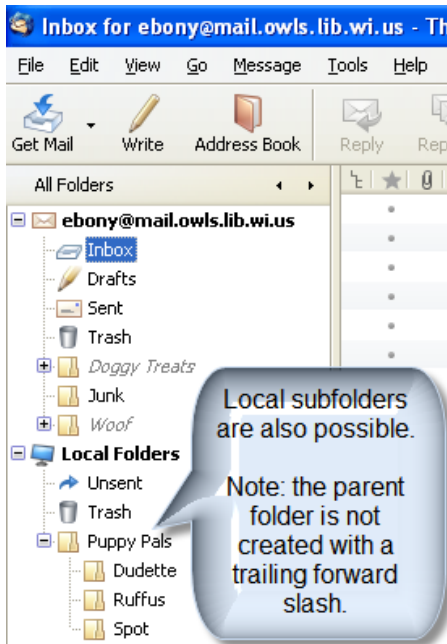 Inbox for ebony@mail.owls.lib.wi.us - Th
File Edit View Go Message Tools Help
Get Mail Write Address Book Reply Rep
All Folders
ebony@mail.owls.lib.wi.us
Inbox
Drafts
Sent
Trash
Doggy Treats
Junk
Woof
Local Folders
Unsent
Trash
Puppy Pals
Dudette
Ruffus
Spot
Local subfolders
are also possible.
Note: the parent
folder is not
created with a
trailing forward
slash.